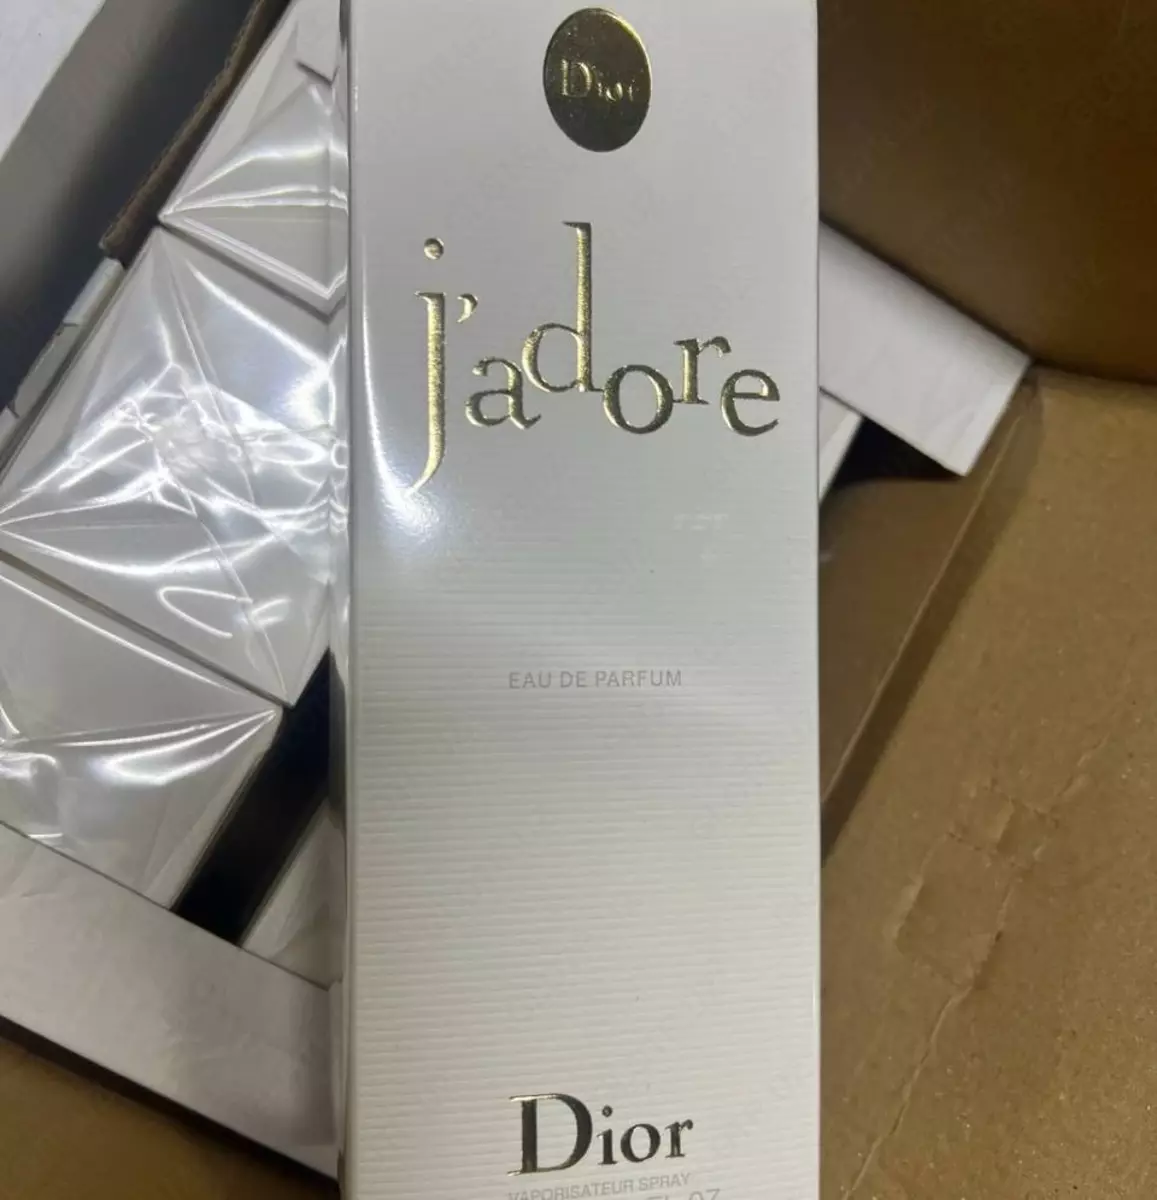 Dior
j'adore
EAU DE PARFUM
Dior
VAPORISATEUR SPRAY